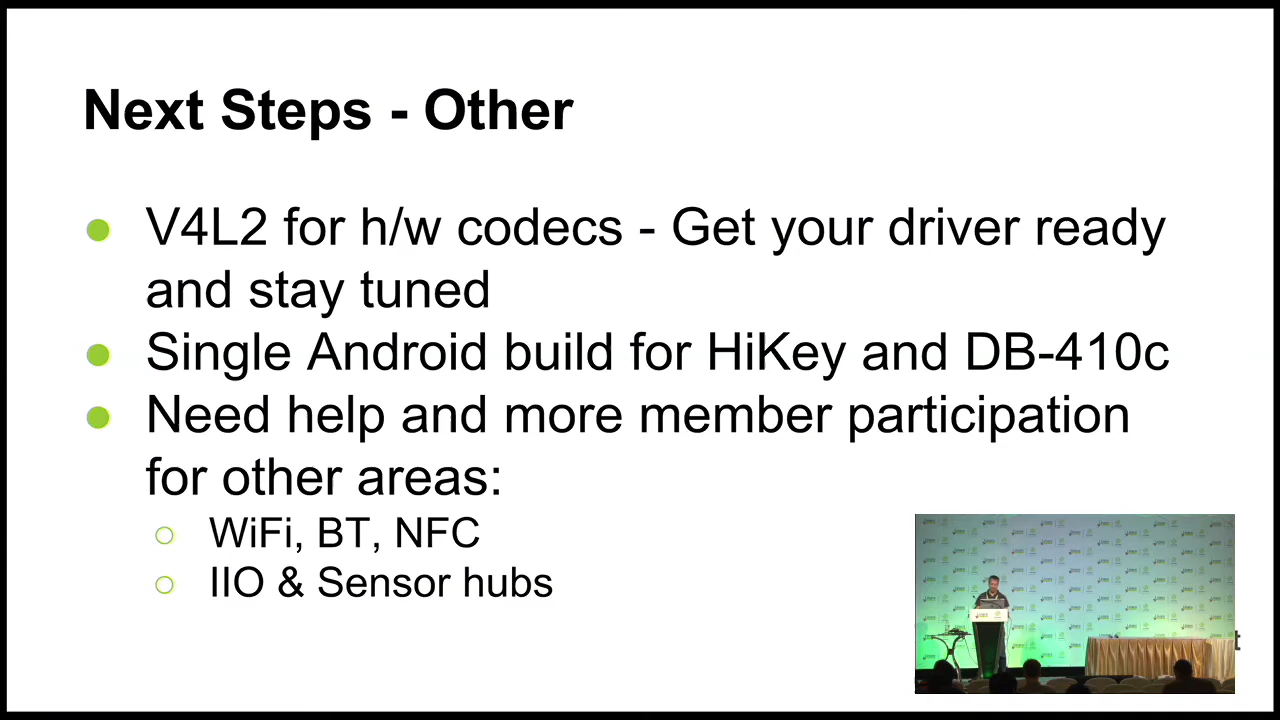 Next Steps - Other
● V4L2 for h/w codecs - Get your driver ready
and stay tuned
● Single Android build for HiKey and DB-410c
● Need help and more member participation
for other areas:
○ WiFi, BT, NFC
○ IIO & Sensor hubs